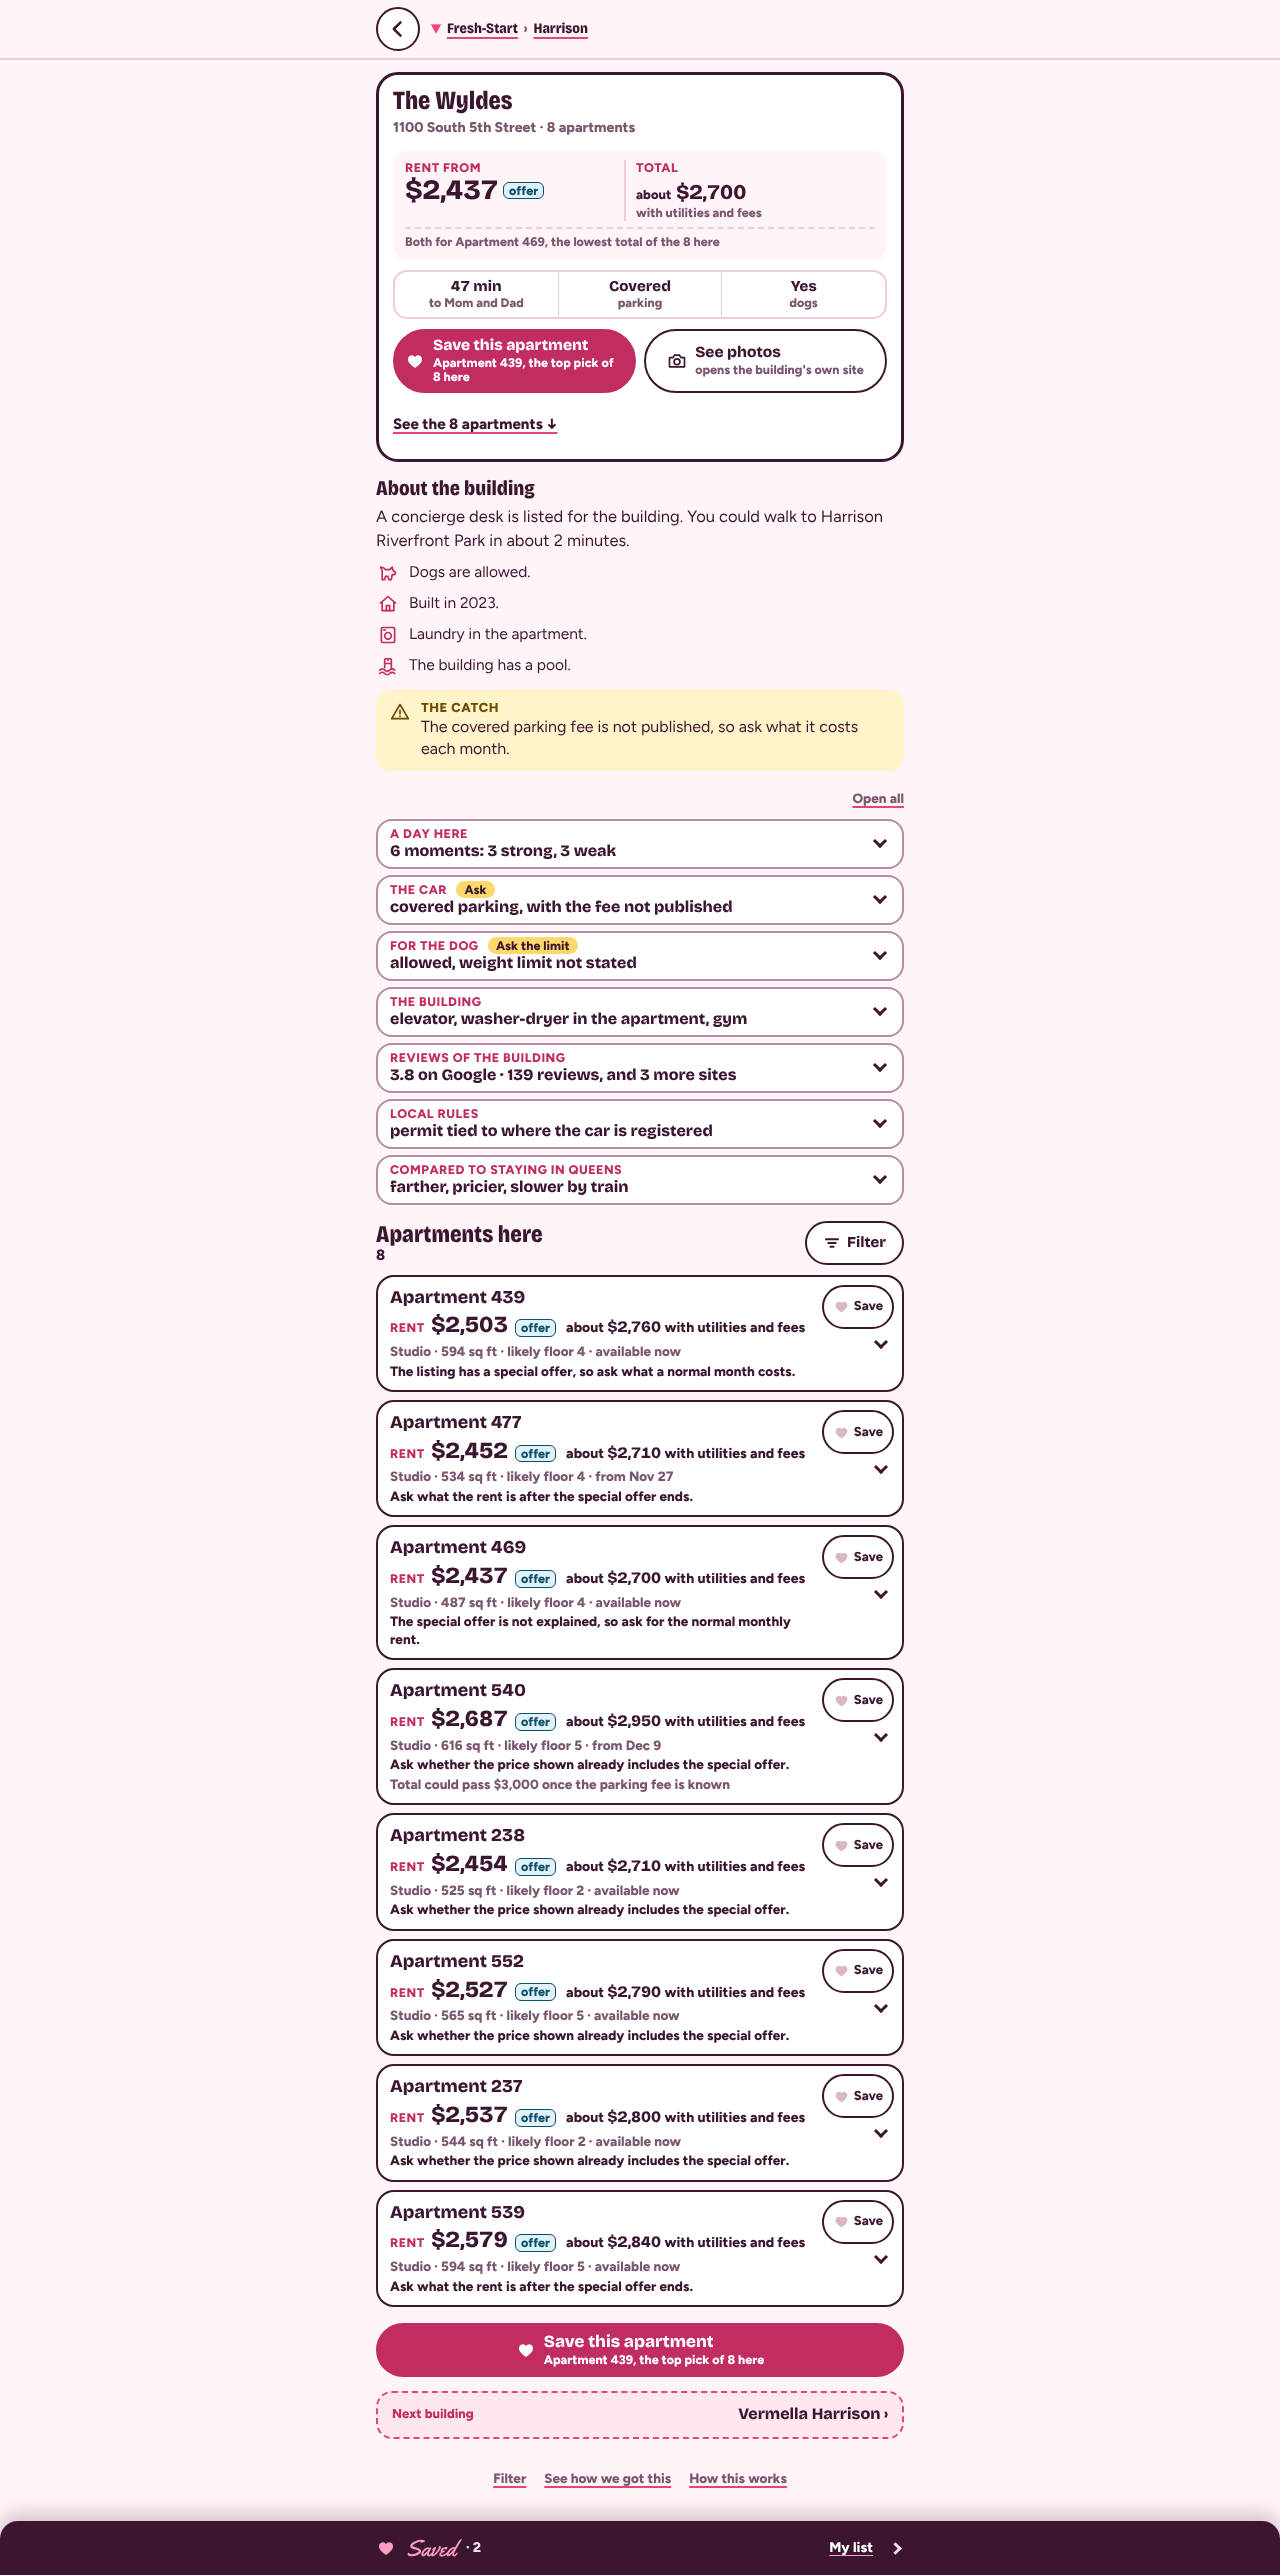 Fresh-Start › Harrison
The Wyldes
1100 South 5th Street · 8 apartments
RENT FROM
$2,437 offer
TOTAL
about $2,700
with utilities and fees
Both for Apartment 469, the lowest total of the 8 here
47 min
to Mom and Dad
Covered
parking
Yes
dogs
Save this apartment
Apartment 439, the top pick of
8 here
See photos
opens the building's own site
See the 8 apartments ↓
About the building
A concierge desk is listed for the building. You could walk to Harrison
Riverfront Park in about 2 minutes.
Dogs are allowed.
Built in 2023.
Laundry in the apartment.
The building has a pool.
THE CATCH
The covered parking fee is not published, so ask what it costs
each month.
Open all
A DAY HERE
6 moments: 3 strong, 3 weak
THE CAR Ask
covered parking, with the fee not published
FOR THE DOG Ask the limit
allowed, weight limit not stated
THE BUILDING
elevator, washer-dryer in the apartment, gym
REVIEWS OF THE BUILDING
3.8 on Google · 139 reviews, and 3 more sites
LOCAL RULES
permit tied to where the car is registered
COMPARED TO STAYING IN QUEENS
farther, pricier, slower by train
Apartments here
8
Filter
Apartment 439
Save
RENT $2,503 offer about $2,760 with utilities and fees
Studio · 594 sq ft · likely floor 4 · available now
The listing has a special offer, so ask what a normal month costs.
Apartment 477
Save
RENT $2,452 offer about $2,710 with utilities and fees
Studio · 534 sq ft · likely floor 4 · from Nov 27
Ask what the rent is after the special offer ends.
Apartment 469
Save
RENT $2,437 offer about $2,700 with utilities and fees
Studio · 487 sq ft · likely floor 4 · available now
The special offer is not explained, so ask for the normal monthly
rent.
Apartment 540
Save
RENT $2,687 offer about $2,950 with utilities and fees
Studio · 616 sq ft · likely floor 5 · from Dec 9
Ask whether the price shown already includes the special offer.
Total could pass $3,000 once the parking fee is known
Apartment 238
Save
RENT $2,454 offer about $2,710 with utilities and fees
Studio · 525 sq ft · likely floor 2 · available now
Ask whether the price shown already includes the special offer.
Apartment 552
Save
RENT $2,527 offer about $2,790 with utilities and fees
Studio · 565 sq ft · likely floor 5 · available now
Ask whether the price shown already includes the special offer.
Apartment 237
Save
RENT $2,537 offer about $2,800 with utilities and fees
Studio · 544 sq ft · likely floor 2 · available now
Ask whether the price shown already includes the special offer.
Apartment 539
Save
RENT $2,579 offer about $2,840 with utilities and fees
Studio · 594 sq ft · likely floor 5 · available now
Ask what the rent is after the special offer ends.
Save this apartment
Apartment 439, the top pick of 8 here
Next building
Vermella Harrison ›
Filter See how we got this How this works
Saved · 2
My list